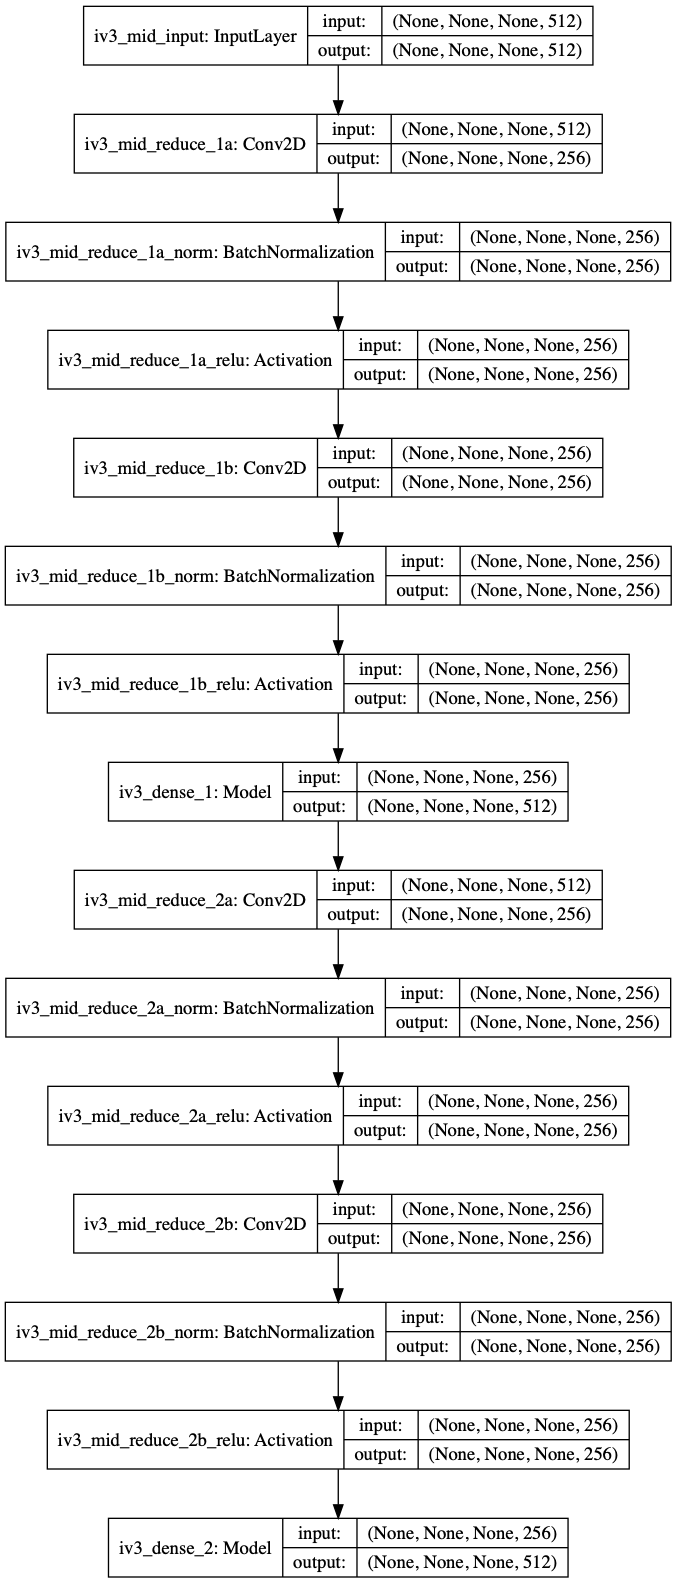 iv3_mid_input: InputLayer
input: (None, None, None, 512)
output: (None, None, None, 512)
iv3_mid_reduce_1a: Conv2D
input: (None, None, None, 512)
output: (None, None, None, 256)
iv3_mid_reduce_1a_norm: BatchNormalization
input: (None, None, None, 256)
output: (None, None, None, 256)
iv3_mid_reduce_1a_relu: Activation
input: (None, None, None, 256)
output: (None, None, None, 256)
iv3_mid_reduce_1b: Conv2D
input: (None, None, None, 256)
output: (None, None, None, 256)
iv3_mid_reduce_1b_norm: BatchNormalization
input: (None, None, None, 256)
output: (None, None, None, 256)
iv3_mid_reduce_1b_relu: Activation
input: (None, None, None, 256)
output: (None, None, None, 256)
iv3_dense_1: Model
input: (None, None, None, 256)
output: (None, None, None, 512)
iv3_mid_reduce_2a: Conv2D
input: (None, None, None, 512)
output: (None, None, None, 256)
iv3_mid_reduce_2a_norm: BatchNormalization
input: (None, None, None, 256)
output: (None, None, None, 256)
iv3_mid_reduce_2a_relu: Activation
input: (None, None, None, 256)
output: (None, None, None, 256)
iv3_mid_reduce_2b: Conv2D
input: (None, None, None, 256)
output: (None, None, None, 256)
iv3_mid_reduce_2b_norm: BatchNormalization
input: (None, None, None, 256)
output: (None, None, None, 256)
iv3_mid_reduce_2b_relu: Activation
input: (None, None, None, 256)
output: (None, None, None, 256)
iv3_dense_2: Model
input: (None, None, None, 256)
output: (None, None, None, 512)